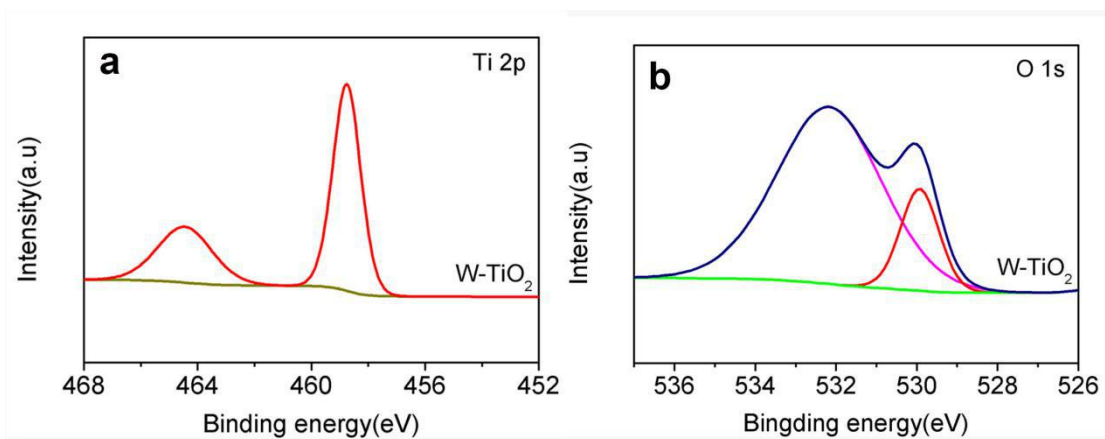 a
Ti 2p
Intensity(a.u)
W-TiO₂
468 464 460 456 452
Binding energy(eV)
b
O 1s
Intensity(a.u)
W-TiO₂
536 534 532 530 528 526
Bingding energy(eV)